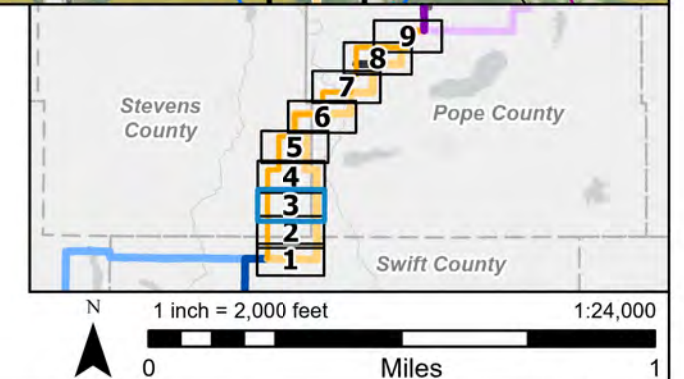 9
8
7
Stevens
County
Pope County
6
5
4
3
2
1
Swift County
N
1 inch = 2,000 feet
1:24,000
0
Miles
1